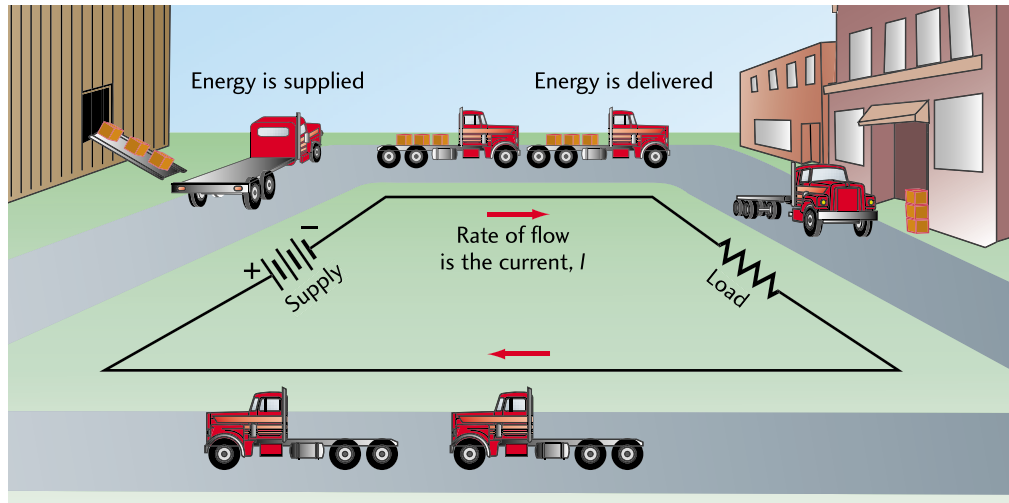 Energy is supplied
Energy is delivered
Rate of flow
is the current, I
−
+
Supply
Load